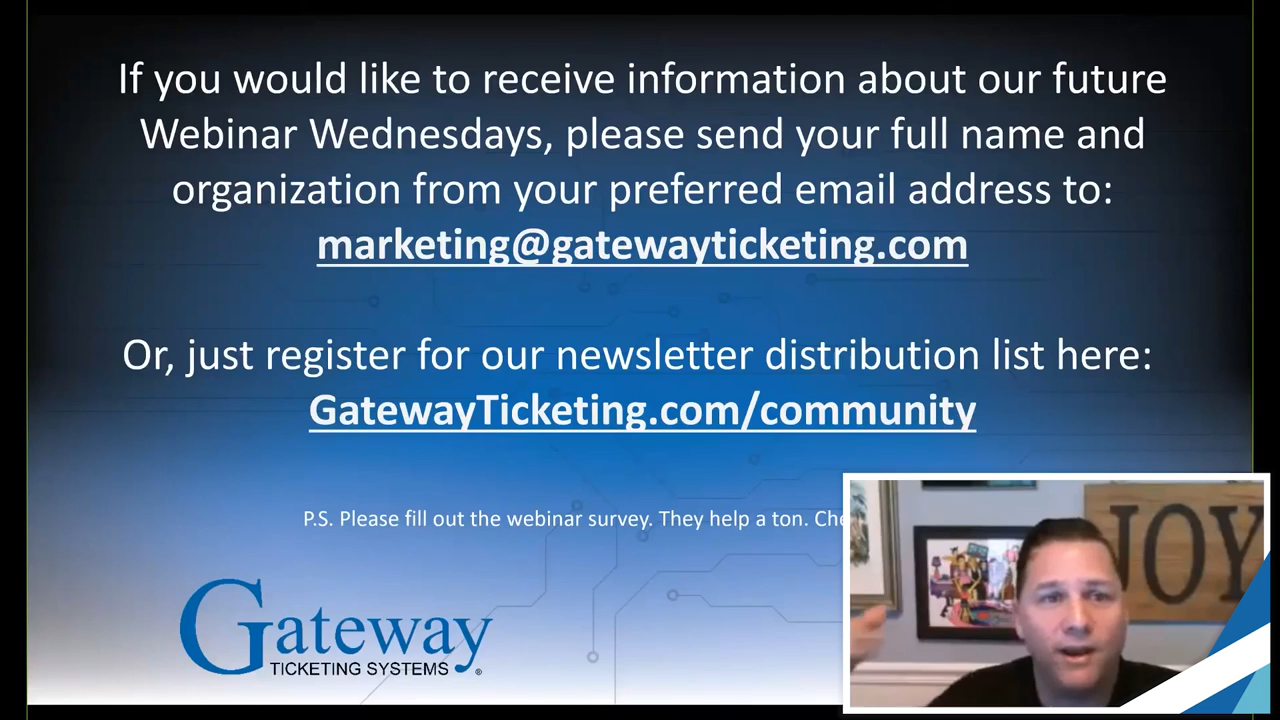 If you would like to receive information about our future
Webinar Wednesdays, please send your full name and
organization from your preferred email address to:
marketing@gatewayticketing.com
Or, just register for our newsletter distribution list here:
GatewayTicketing.com/community
P.S. Please fill out the webinar survey. They help a ton. Che
JOY
Gateway
TICKETING SYSTEMS ®